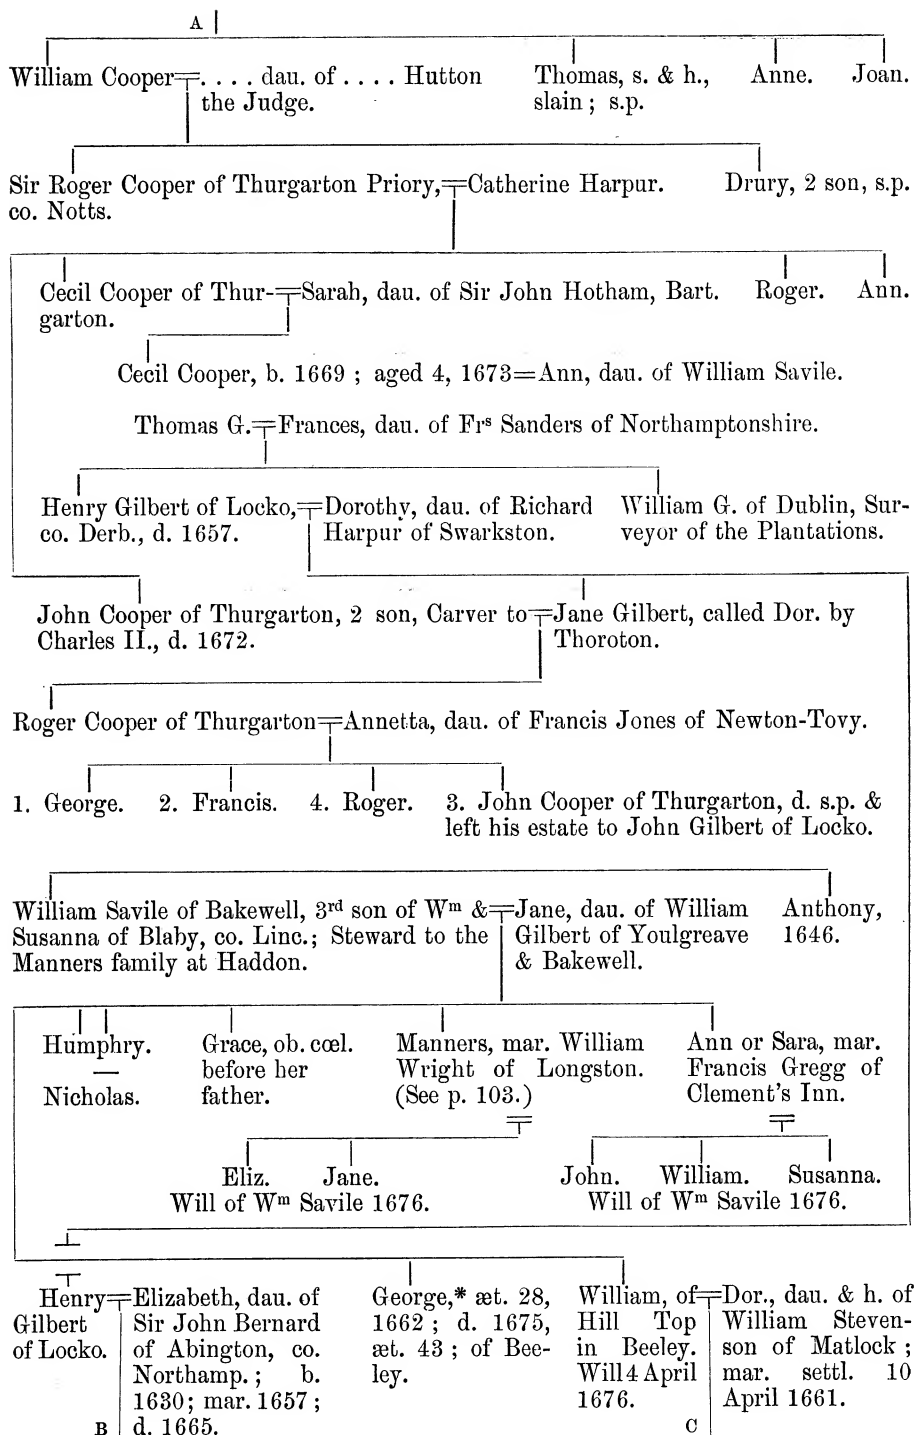 A
William Cooper=. . . . dau. of . . . . Hutton the Judge.
Thomas, s. & h., slain ; s.p.
Anne.
Joan.
Sir Roger Cooper of Thurgarton Priory,=Catherine Harpur.
co. Notts.
Drury, 2 son, s.p.
Cecil Cooper of Thur-=Sarah, dau. of Sir John Hotham, Bart.
garton.
Roger.
Ann.
Cecil Cooper, b. 1669 ; aged 4, 1673=Ann, dau. of William Savile.
Thomas G.=Frances, dau. of Frs Sanders of Northamptonshire.
Henry Gilbert of Locko,=Dorothy, dau. of Richard
co. Derb., d. 1657.
Harpur of Swarkston.
William G. of Dublin, Sur-
veyor of the Plantations.
John Cooper of Thurgarton, 2 son, Carver to=Jane Gilbert, called Dor. by
Charles II., d. 1672.
Thoroton.
Roger Cooper of Thurgarton=Annetta, dau. of Francis Jones of Newton-Tovy.
1. George.
2. Francis.
4. Roger.
3. John Cooper of Thurgarton, d. s.p. &
left his estate to John Gilbert of Locko.
William Savile of Bakewell, 3rd son of Wm &=Jane, dau. of William
Susanna of Blaby, co. Linc.; Steward to the
Manners family at Haddon.
Gilbert of Youlgreave
& Bakewell.
Anthony,
1646.
Humphry.
—
Nicholas.
Grace, ob. cœl.
before her
father.
Manners, mar. William
Wright of Longston.
(See p. 103.)
Ann or Sara, mar.
Francis Gregg of
Clement's Inn.
Eliz.
Jane.
Will of Wm Savile 1676.
John.
William.
Susanna.
Will of Wm Savile 1676.
Henry=Elizabeth, dau. of
Gilbert
of Locko.
Sir John Bernard
of Abington, co.
Northamp.; b.
1630; mar. 1657 ;
d. 1665.
B
George,* æt. 28,
1662 ; d. 1675,
æt. 43 ; of Bee-
ley.
William, of=Dor., dau. & h. of
Hill Top
in Beeley.
Will 4 April
1676.
C
William Steven-
son of Matlock ;
mar. settl. 10
April 1661.